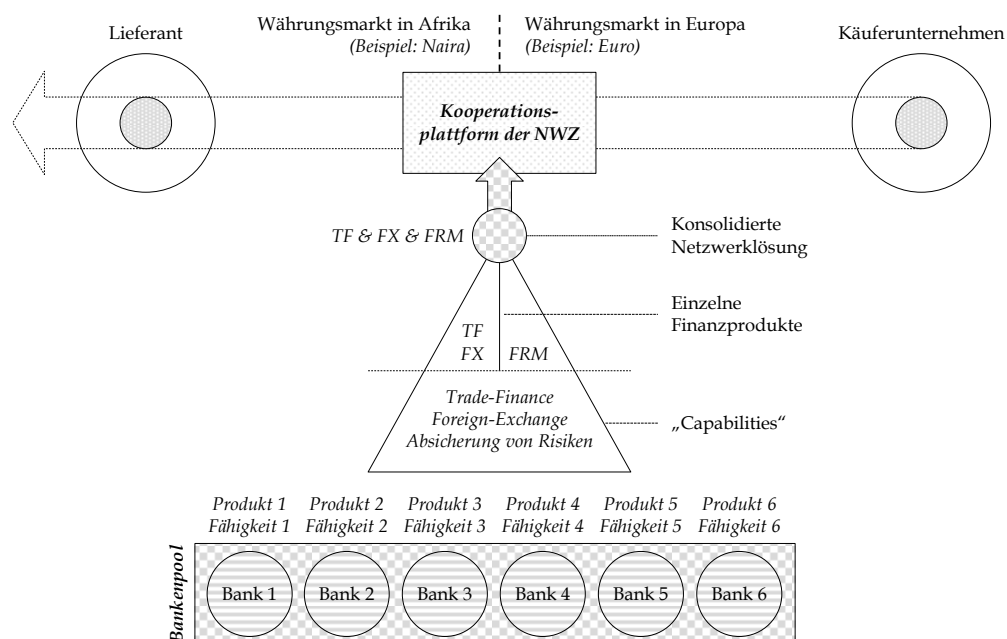 Lieferant
Währungsmarkt in Afrika
(Beispiel: Naira)
Währungsmarkt in Europa
(Beispiel: Euro)
Käuferunternehmen
Kooperations-
plattform der NWZ
TF & FX & FRM
Konsolidierte
Netzwerklösung
Einzelne
Finanzprodukte
TF
FX
FRM
Trade-Finance
Foreign-Exchange
Absicherung von Risiken
„Capabilities“
Produkt 1
Fähigkeit 1
Produkt 2
Fähigkeit 2
Produkt 3
Fähigkeit 3
Produkt 4
Fähigkeit 4
Produkt 5
Fähigkeit 5
Produkt 6
Fähigkeit 6
Bankenpool
Bank 1
Bank 2
Bank 3
Bank 4
Bank 5
Bank 6